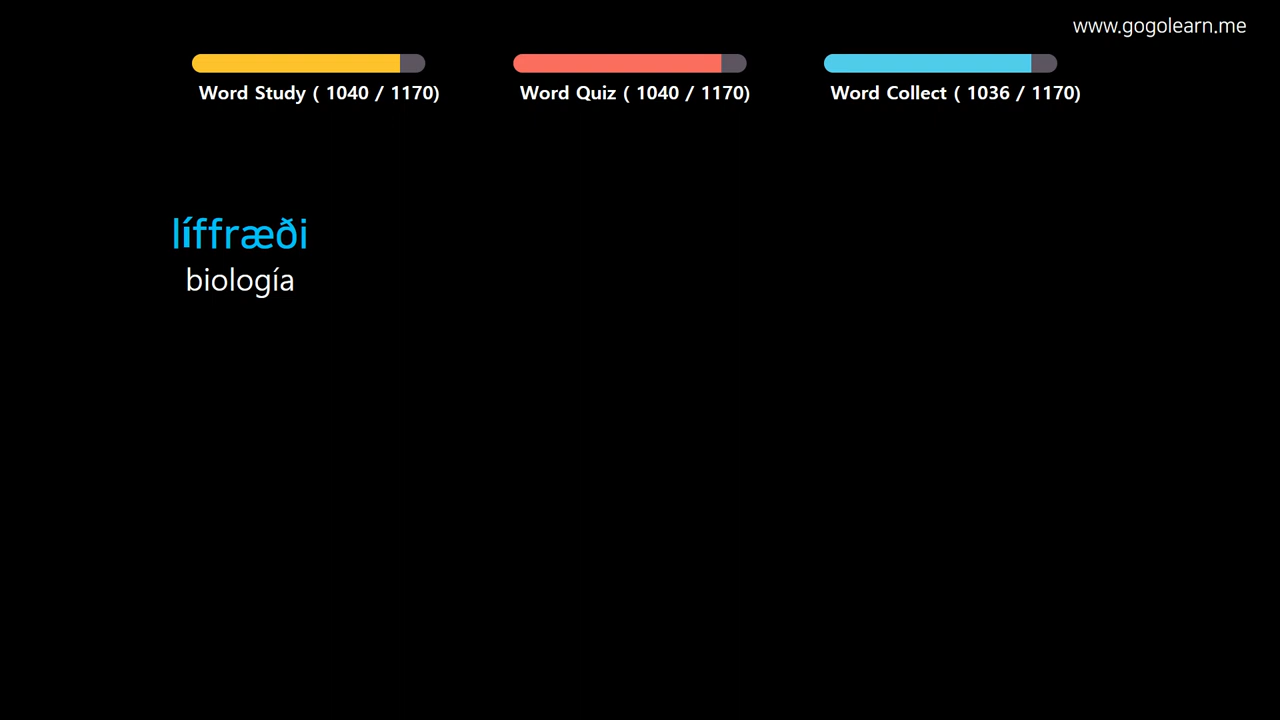 www.gogolearn.me
Word Study ( 1040 / 1170)
Word Quiz ( 1040 / 1170)
Word Collect ( 1036 / 1170)
líffræði
biología